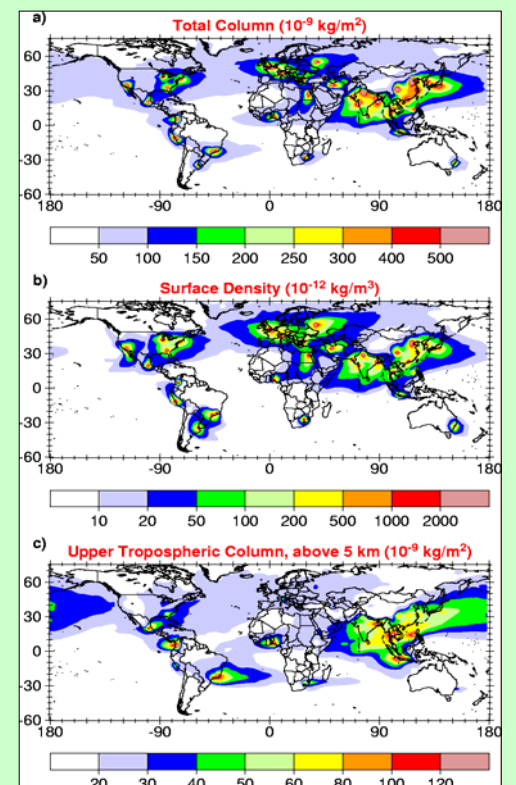 a)
Total Column (10-9 kg/m2)
60
30
0
-30
-60
180 -90 0 90 180
50 100 150 200 250 300 400 500
b)
Surface Density (10-12 kg/m3)
60
30
0
-30
-60
180 -90 0 90 180
10 20 50 100 200 500 1000 2000
c)
Upper Tropospheric Column, above 5 km (10-9 kg/m2)
60
30
0
-30
-60
180 -90 0 90 180
20 30 40 50 60 80 100 120